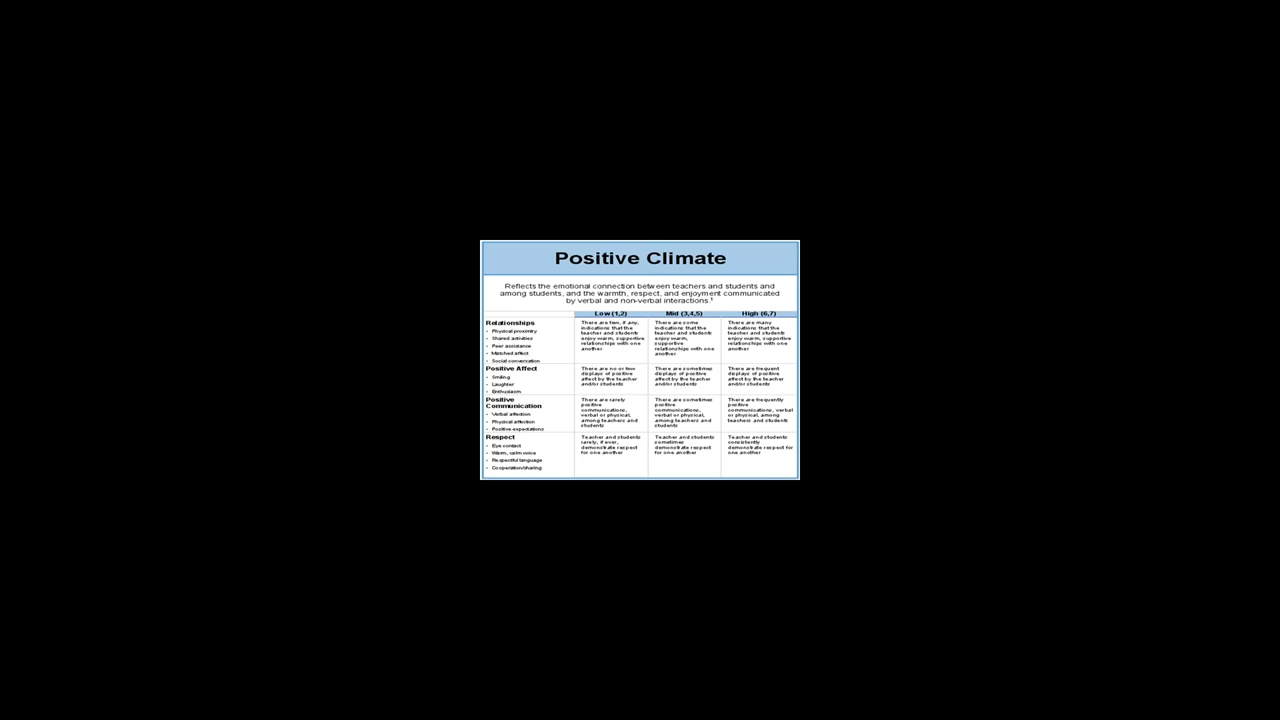 Positive Climate
Reflects the emotional connection between teachers and students and
among students, and the warmth, respect, and enjoyment communicated
by verbal and non-verbal interactions.¹
Low (1,2) Mid (3,4,5) High (6,7)
Relationships
• Physical proximity
• Shared activities
• Peer assistance
• Matched affect
• Social conversation
There are few, if any,
indications that the
teacher and students
enjoy warm, supportive
relationships with one
another
There are some
indications that the
teacher and students
enjoy warm,
supportive
relationships with one
another
There are many
indications that the
teacher and students
enjoy warm, supportive
relationships with one
another
Positive Affect
• Smiling
• Laughter
• Enthusiasm
There are no or few
displays of positive
affect by the teacher
and/or students
There are sometimes
displays of positive
affect by the teacher
and/or students
There are frequent
displays of positive
affect by the teacher
and/or students
Positive
Communication
• Verbal affection
• Physical affection
• Positive expectations
There are rarely
positive
communications,
verbal or physical,
among teachers and
students
There are sometimes
positive
communications,
verbal or physical,
among teachers and
students
There are frequently
positive
communications, verbal
or physical, among
teachers and students
Respect
• Eye contact
• Warm, calm voice
• Respectful language
• Cooperation/sharing
Teacher and students
rarely, if ever,
demonstrate respect
for one another
Teacher and students
sometimes
demonstrate respect
for one another
Teacher and students
consistently
demonstrate respect for
one another